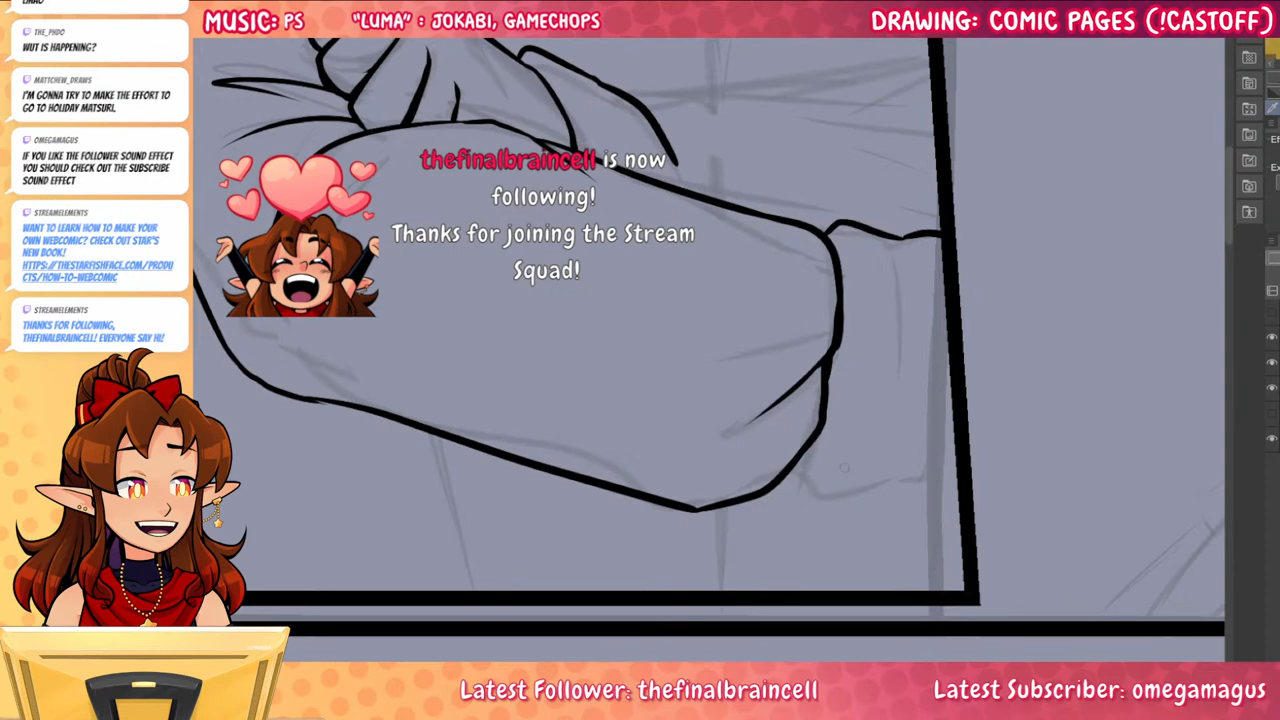 MUSIC: PS
"LUMA" : JOKABI, GAMECHOPS
DRAWING: COMIC PAGES (!CASTOFF)
THE_PHDO
WUT IS HAPPENING?
MATTCHEW_DRAWS
I'M GONNA TRY TO MAKE THE EFFORT TO
GO TO HOLIDAY MATSURI.
OMEGAMAGUS
IF YOU LIKE THE FOLLOWER SOUND EFFECT
YOU SHOULD CHECK OUT THE SUBSCRIBE
SOUND EFFECT
STREAMELEMENTS
WANT TO LEARN HOW TO MAKE YOUR
OWN WEBCOMIC? CHECK OUT STAR'S
NEW BOOK!
HTTPS://THESTARFISHFACE.COM/PRODU
CTS/HOW-TO-WEBCOMIC
STREAMELEMENTS
THANKS FOR FOLLOWING,
THEFINALBRAINCELL! EVERYONE SAY HI!
thefinalbraincell is now
following!
Thanks for joining the Stream
Squad!
Latest Follower: thefinalbraincell
Latest Subscriber: omegamagus